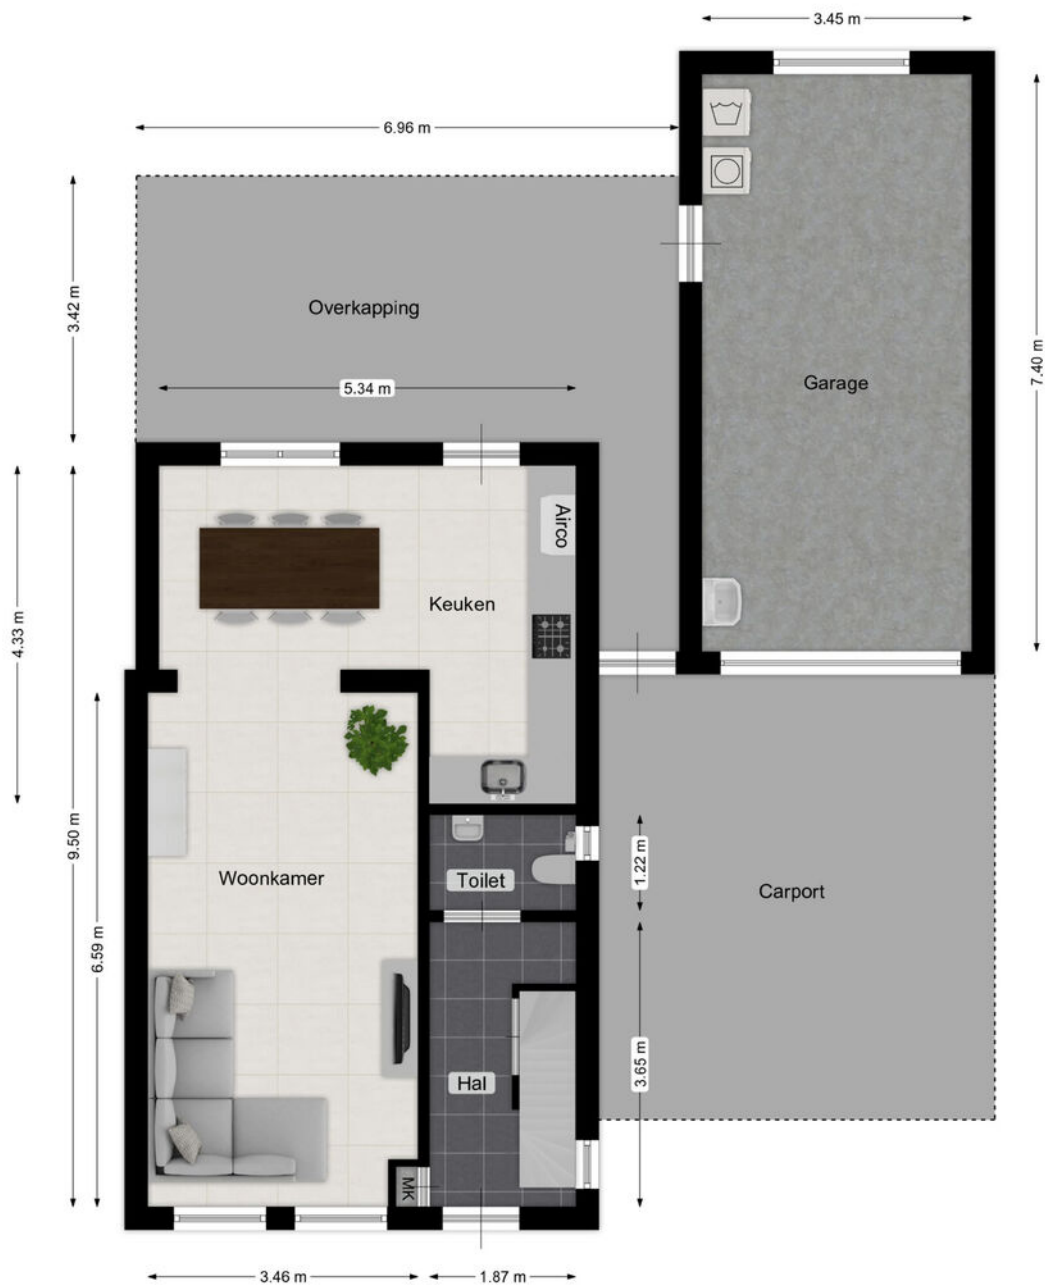 3.45 m
6.96 m
3.42 m
Overkapping
7.40 m
Garage
5.34 m
Airco
Keuken
4.33 m
9.50 m
6.59 m
Woonkamer
Toilet
1.22 m
Carport
3.65 m
Hal
MK
3.46 m
1.87 m